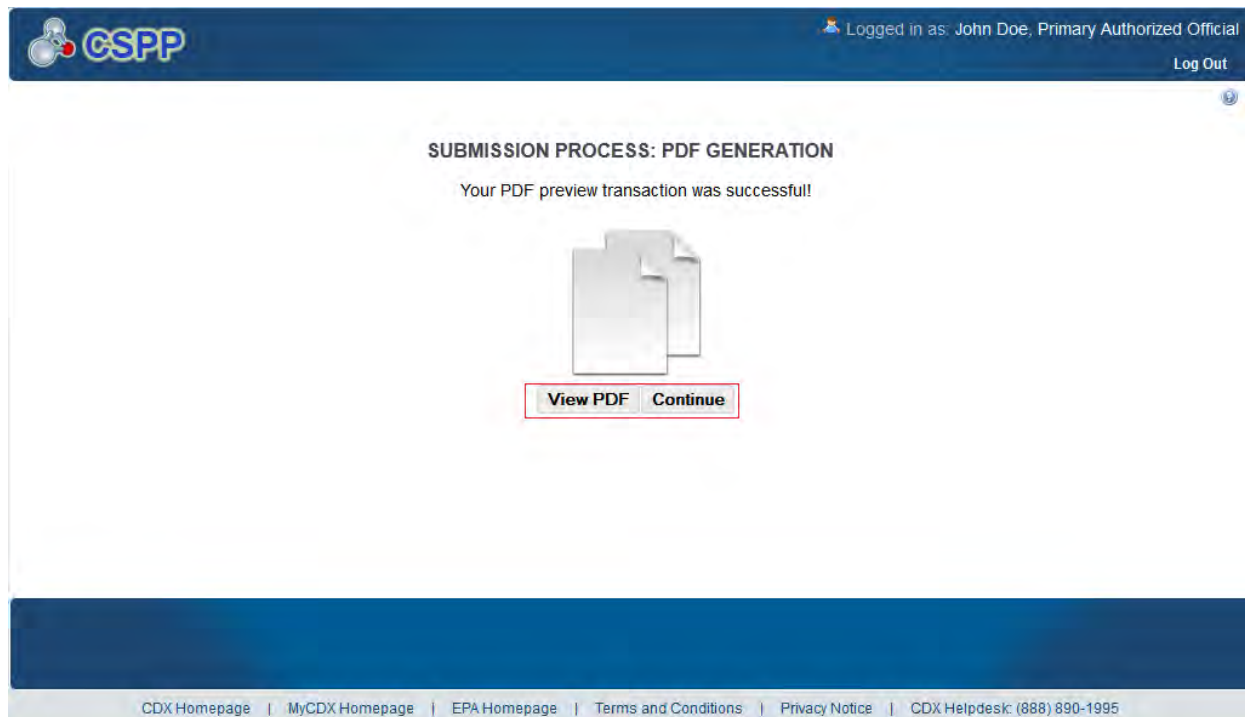 CSPP
Logged in as: John Doe, Primary Authorized Official
Log Out
SUBMISSION PROCESS: PDF GENERATION
Your PDF preview transaction was successful!
View PDF Continue
CDX Homepage | MyCDX Homepage | EPA Homepage | Terms and Conditions | Privacy Notice | CDX Helpdesk: (888) 890-1995